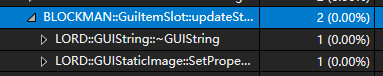 BLOCKMAN::GuiItemSlot::updateSt... 2 (0.00%)
LORD::GUIString::~GUIString 1 (0.00%)
LORD::GUIStaticImage::SetPrope... 1 (0.00%)